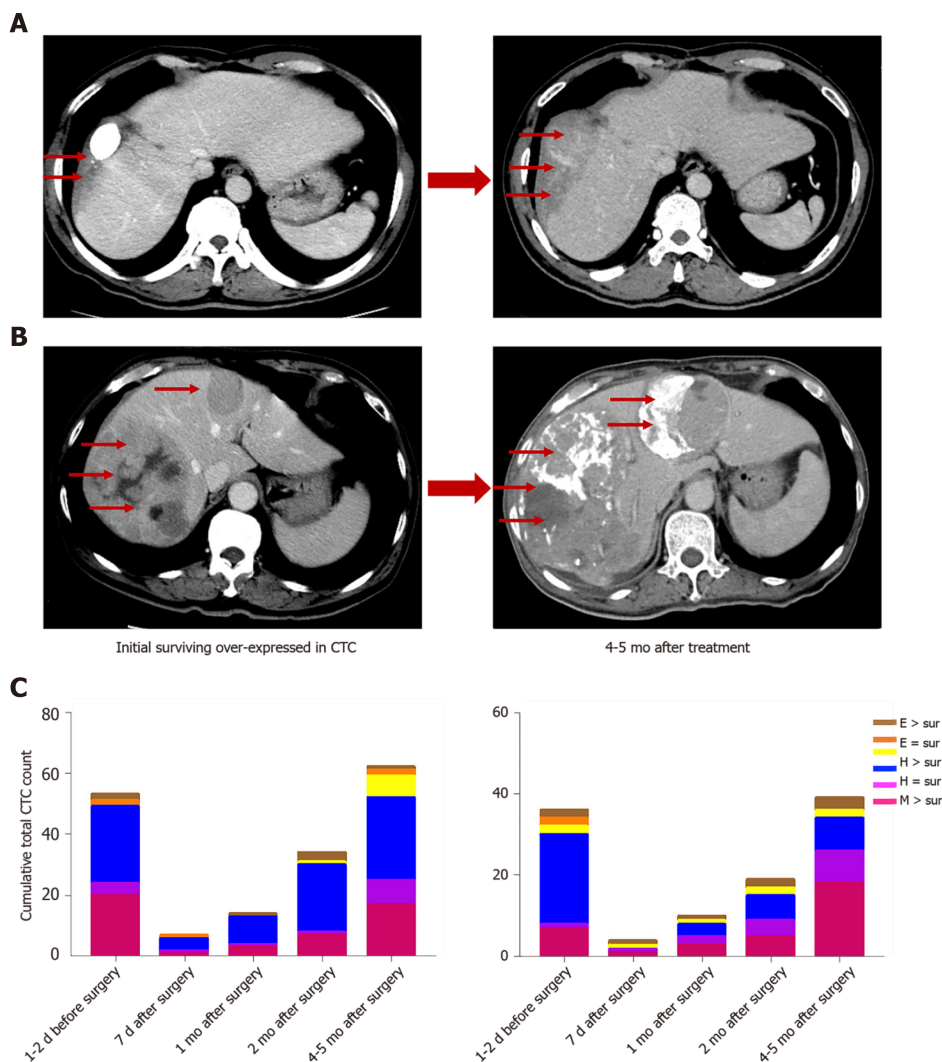 A
B
Initial surviving over-expressed in CTC
4-5 mo after treatment
C
Cumulative total CTC count
80
60
40
20
0
1-2 d before surgery
7 d after surgery
1 mo after surgery
2 mo after surgery
4-5 mo after surgery
60
40
20
0
1-2 d before surgery
7 d after surgery
1 mo after surgery
2 mo after surgery
4-5 mo after surgery
E > sur
E = sur
H > sur
H = sur
M > sur